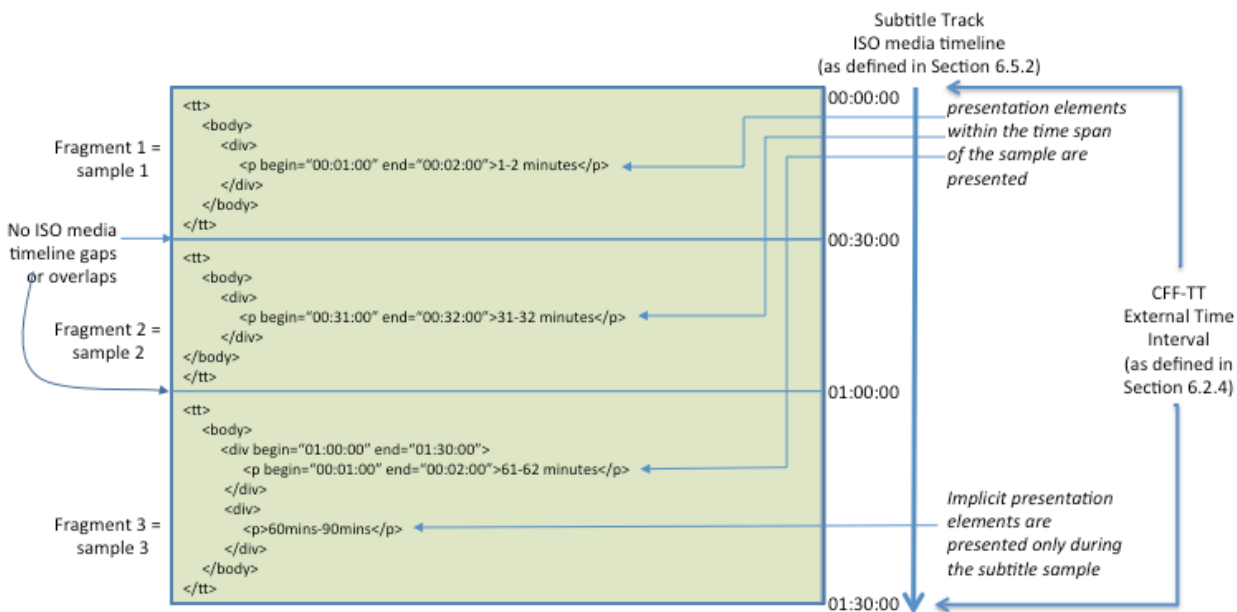 Subtitle Track
ISO media timeline
(as defined in Section 6.5.2)
00:00:00
<tt>
<body>
<div>
<p begin="00:01:00" end="00:02:00">1-2 minutes</p>
</div>
</body>
</tt>
Fragment 1 =
sample 1
presentation elements
within the time span
of the sample are
presented
No ISO media
timeline gaps
or overlaps
00:30:00
<tt>
<body>
<div>
<p begin="00:31:00" end="00:32:00">31-32 minutes</p>
</div>
</body>
</tt>
Fragment 2 =
sample 2
CFF-TT
External Time
Interval
(as defined in
Section 6.2.4)
01:00:00
<tt>
<body>
<div begin="01:00:00" end="01:30:00">
<p begin="00:01:00" end="00:02:00">61-62 minutes</p>
</div>
<div>
<p>60mins-90mins</p>
</div>
</body>
</tt>
Fragment 3 =
sample 3
Implicit presentation
elements are
presented only during
the subtitle sample
01:30:00